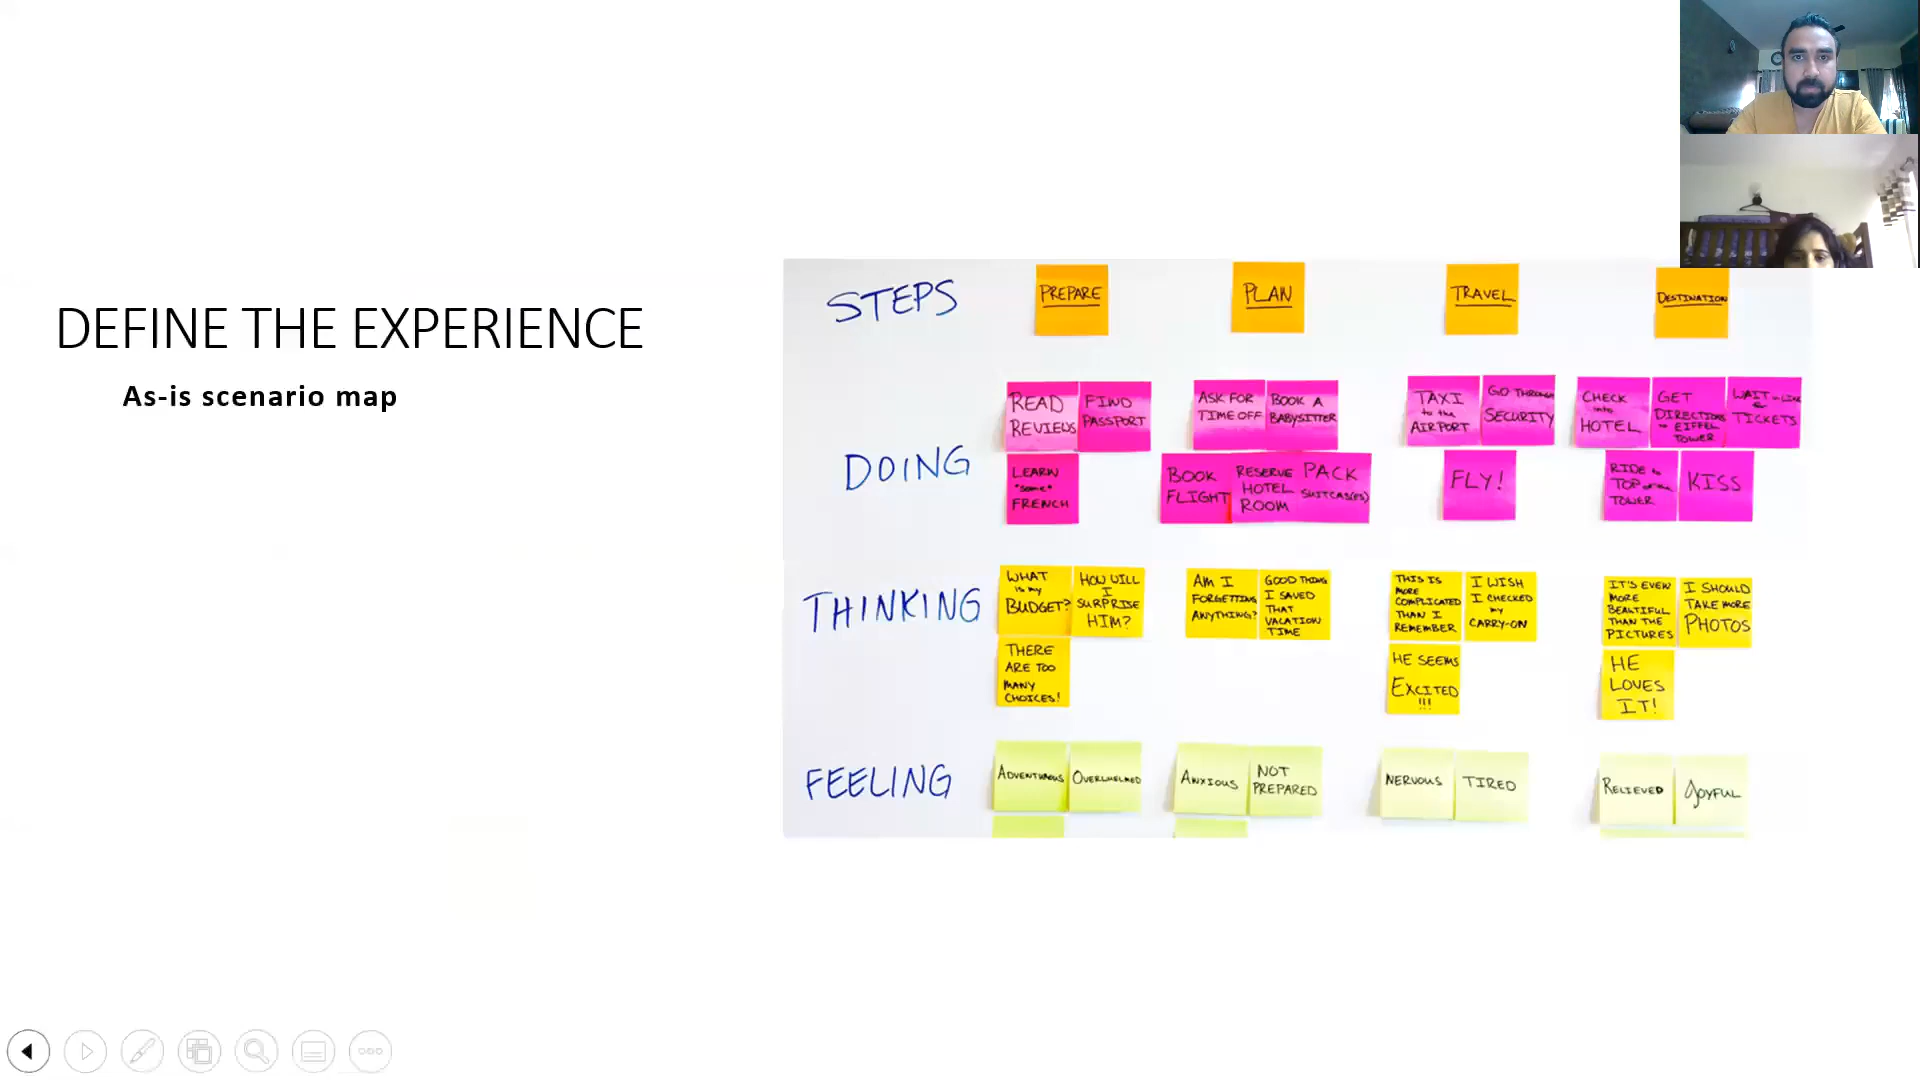 DEFINE THE EXPERIENCE
As-is scenario map
STEPS
PREPARE
PLAN
TRAVEL
DESTINATION
DOING
READ
REVIEWS
FIND
PASSPORT
LEARN
"SOME"
FRENCH
ASK FOR
TIME OFF
BOOK A
BABYSITTER
BOOK
FLIGHT
RESERVE
HOTEL
ROOM
PACK
SUITCAS(ES)
TAXI
to the
AIRPORT
GO THROUGH
SECURITY
FLY!
CHECK
into
HOTEL
GET
DIRECTIONS
to EIFFEL
TOWER
WAIT in LINE
TICKETS
RIDE to
TOP of the
TOWER
KISS
THINKING
WHAT
is my
BUDGET?
HOW WILL
I
SURPRISE
HIM?
THERE
ARE TOO
MANY
CHOICES!
AM I
FORGETTING
ANYTHING?
GOOD THING
I SAVED
THAT
VACATION
TIME
THIS IS
MORE
COMPLICATED
THAN I
REMEMBER
I WISH
I CHECKED
my
CARRY-ON
HE SEEMS
EXCITED
!!!
IT'S EVEN
MORE
BEAUTIFUL
THAN THE
PICTURES
I SHOULD
TAKE MORE
PHOTOS
HE
LOVES
IT!
FEELING
ADVENTUROUS
OVERWHELMED
ANXIOUS
NOT
PREPARED
NERVOUS
TIRED
RELIEVED
JOYFUL